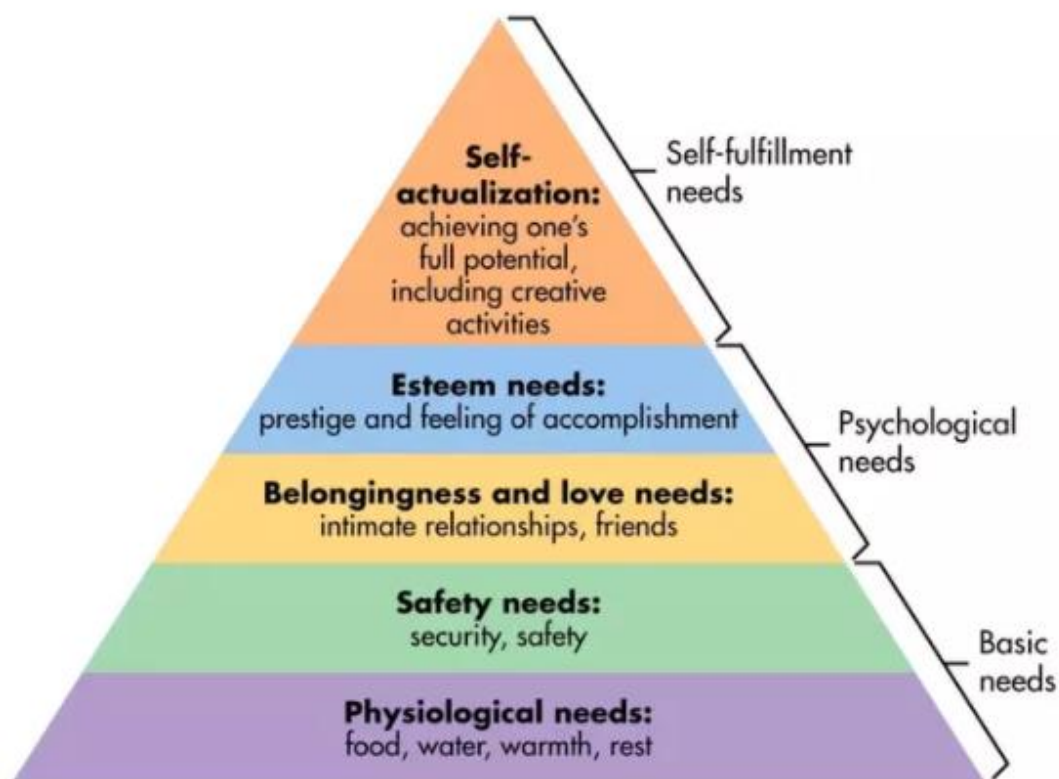 Self-
actualization:
achieving one's
full potential,
including creative
activities
Self-fulfillment
needs
Esteem needs:
prestige and feeling of accomplishment
Belongingness and love needs:
intimate relationships, friends
Psychological
needs
Safety needs:
security, safety
Physiological needs:
food, water, warmth, rest
Basic
needs